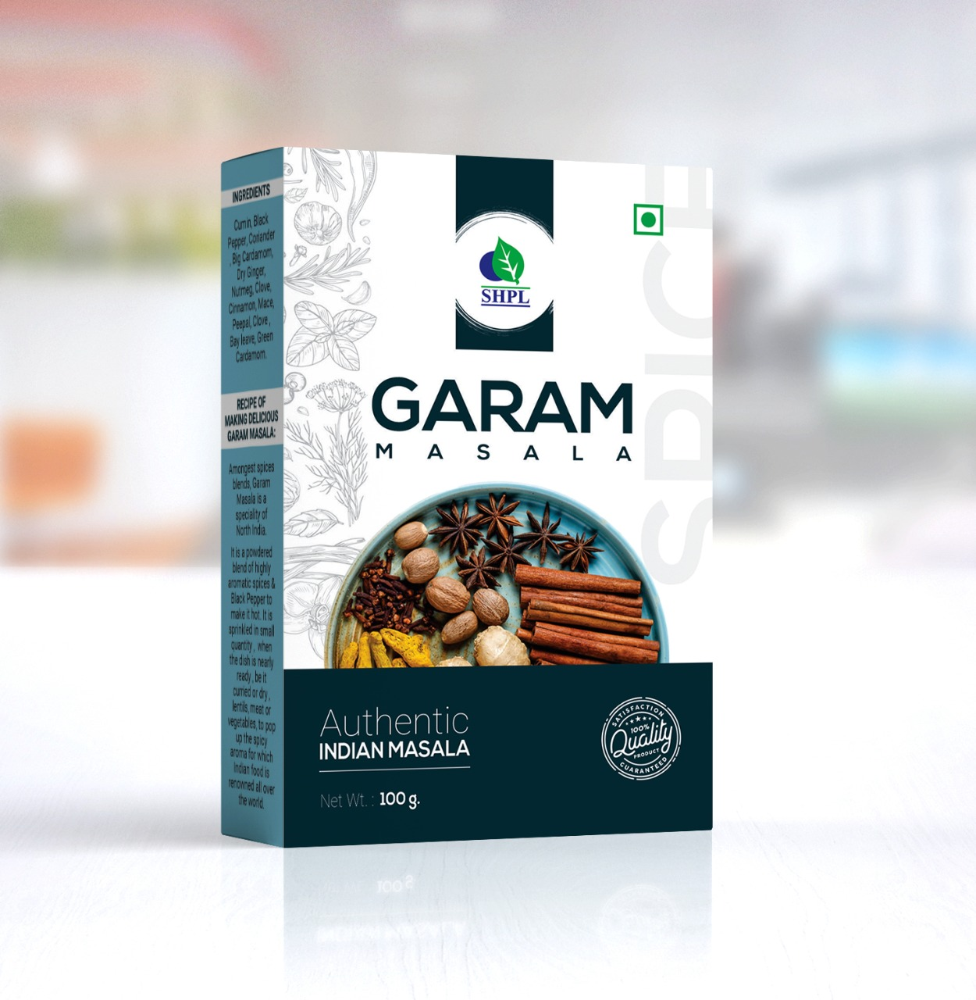 INGREDIENTS
Cumin, Black
Pepper, Coriander
, Big Cardamom,
Dry Ginger,
Nutmeg, Clove,
Cinnamon, Mace,
Peepal, Clove ,
Bay leave, Green
Cardamom.
RECIPE OF
MAKING DELICIOUS
GARAM MASALA:
Amongest spices
blends, Garam
Masala is a
speciality of
North India.
It is a powdered
blend of highly
aromatic spices &
Black Pepper to
make it hot. It is
sprinkled in small
quantity , when
the dish is nearly
ready , be it
curried or dry ,
lentils, meat or
vegetables, to pop
up the spicy
aroma for which
Indian food is
renowned all over
the world.
SHPL
GARAM
MASALA
SPICE
Authentic
INDIAN MASALA
Net Wt. : 100 g.
SATISFACTION
100%
Quality
PRODUCT
GUARANTEED